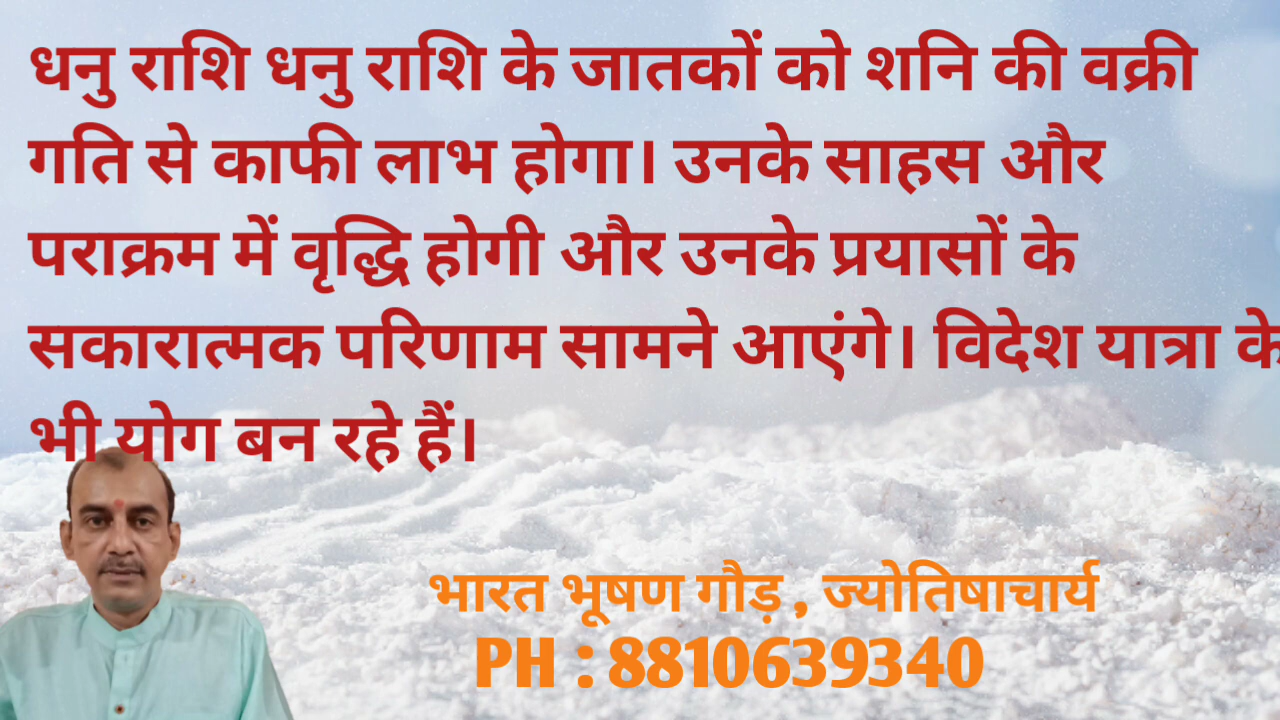 धनु राशि धनु राशि के जातकों को शनि की वक्री
गति से काफी लाभ होगा। उनके साहस और
पराक्रम में वृद्धि होगी और उनके प्रयासों के
सकारात्मक परिणाम सामने आएंगे। विदेश यात्रा के
भी योग बन रहे हैं।
भारत भूषण गौड़ , ज्योतिषाचार्य
PH : 8810639340